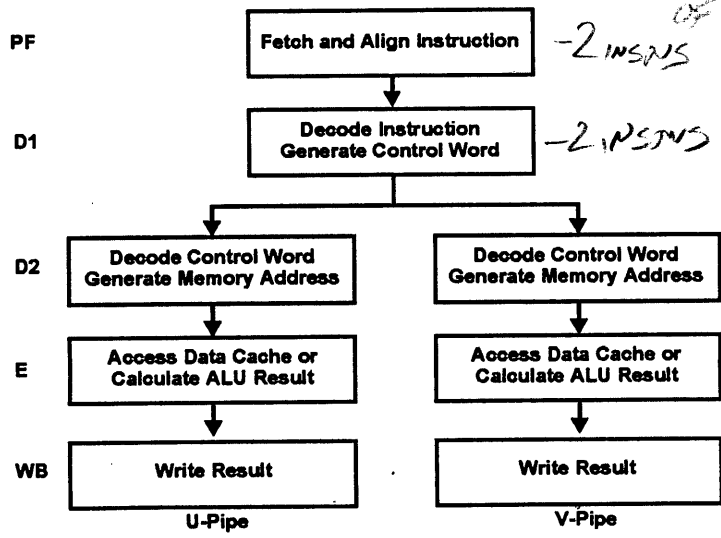 PF
Fetch and Align Instruction
-2 INSNS
D1
Decode Instruction
Generate Control Word
-2 INSNS
D2
Decode Control Word
Generate Memory Address
Decode Control Word
Generate Memory Address
E
Access Data Cache or
Calculate ALU Result
Access Data Cache or
Calculate ALU Result
WB
Write Result
Write Result
U-Pipe
V-Pipe